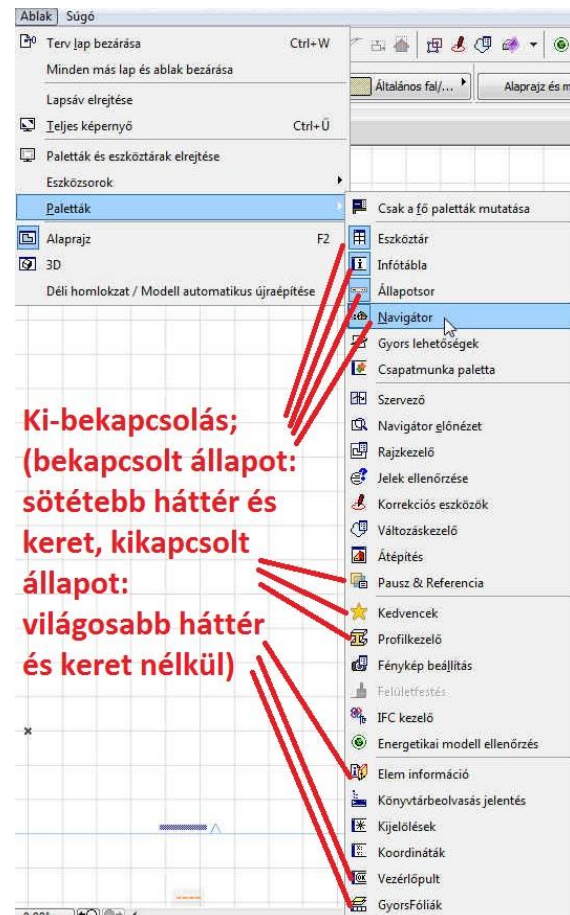 Ablak Súgó
Terv lap bezárása Ctrl+W
Minden más lap és ablak bezárása
Lapsáv elrejtése
Teljes képernyő Ctrl+Ü
Paletták és eszköztárak elrejtése
Eszközsorok
Paletták
Alaprajz F2
3D
Déli homlokzat / Modell automatikus újraépítése
Általános fal/...
Alaprajz és m
Csak a fő paletták mutatása
Eszköztár
Infótábla
Állapotsor
Navigátor
Gyors lehetőségek
Csapatmunka paletta
Szervező
Navigátor előnézet
Rajzkezelő
Jelek ellenőrzése
Korrekciós eszközök
Változáskezelő
Átépítés
Pausz & Referencia
Kedvencek
Profilkezelő
Fénykép beállítás
Felületfestés
IFC kezelő
Energetikai modell ellenőrzés
Elem információ
Könyvtárbeolvasás jelentés
Kijelölések
Koordináták
Vezérlőpult
GyorsFóliák
Ki-bekapcsolás;
(bekapcsolt állapot:
sötétebb háttér és
keret, kikapcsolt
állapot:
világosabb háttér
és keret nélkül)